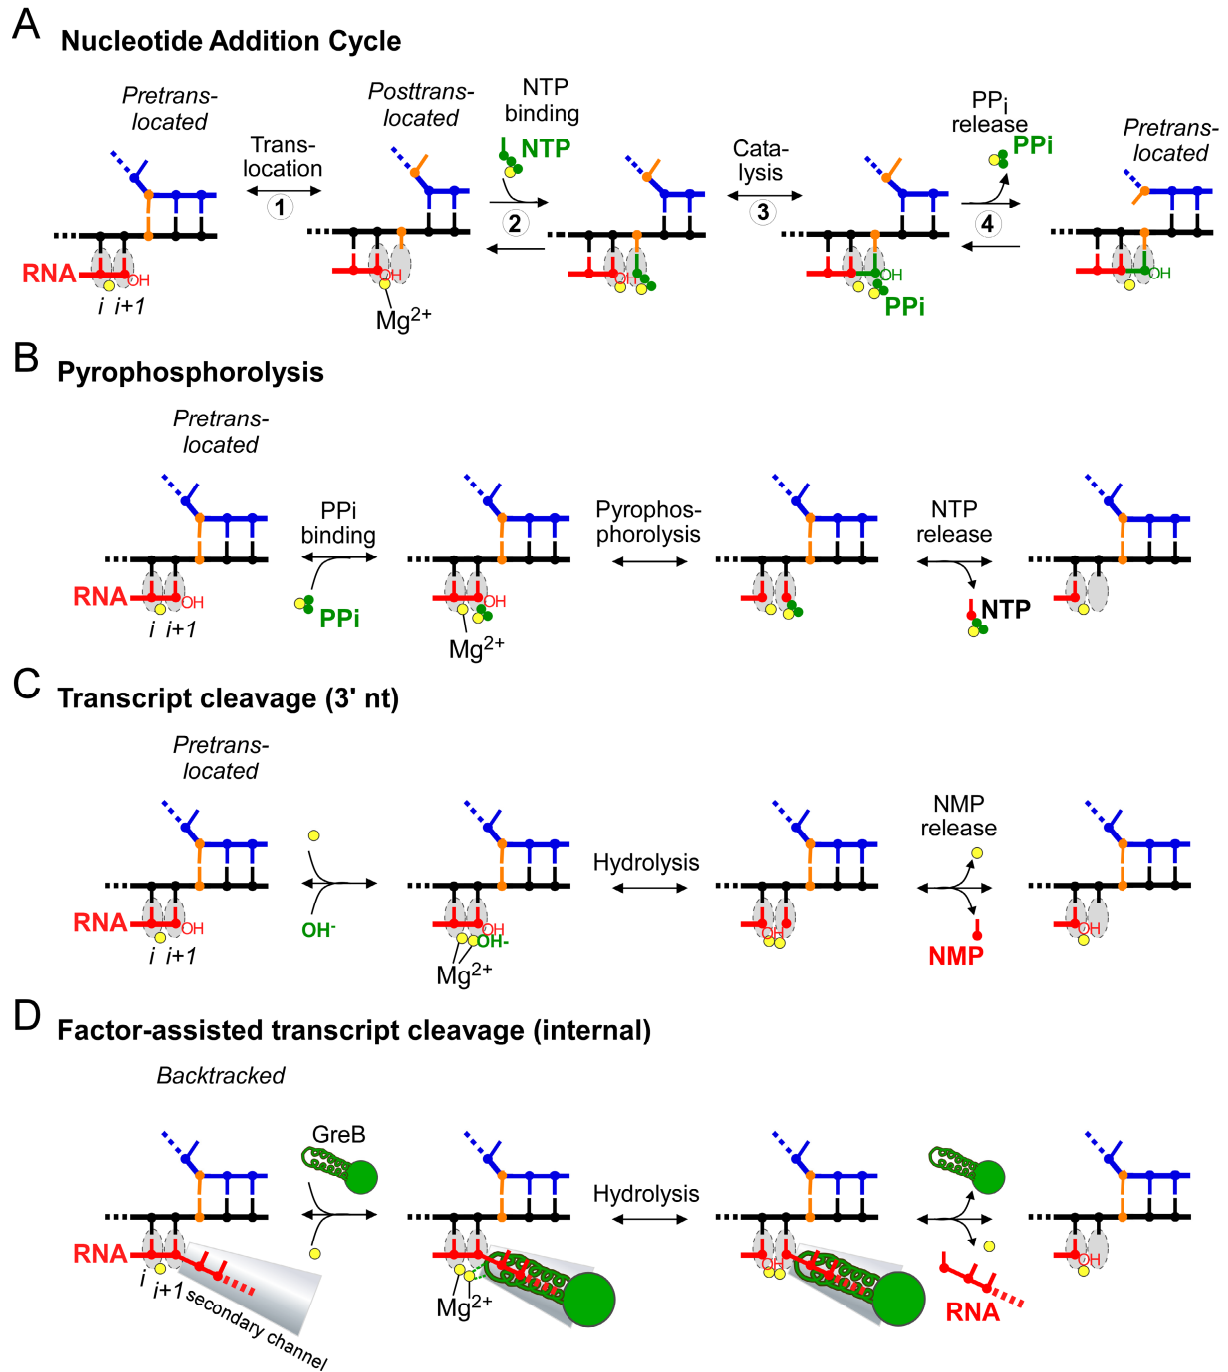 A
Nucleotide Addition Cycle
Pretrans-
located
Trans-
location
1
Posttrans-
located
NTP
binding
NTP
2
Cata-
lysis
3
PPi
release
PPi
4
Pretrans-
located
RNA
OH
i i+1
OH
Mg2+
OH
OH
PPi
OH
B
Pyrophosphorolysis
Pretrans-
located
PPi
binding
Pyrophos-
phorolysis
NTP
release
RNA
OH
i i+1
PPi
OH
Mg2+
NTP
C
Transcript cleavage (3' nt)
Pretrans-
located
Hydrolysis
NMP
release
RNA
OH
i i+1
OH-
OH
OH-
Mg2+
OH
NMP
OH
D
Factor-assisted transcript cleavage (internal)
Backtracked
GreB
Hydrolysis
RNA
i i+1
secondary channel
Mg2+
OH
RNA
OH